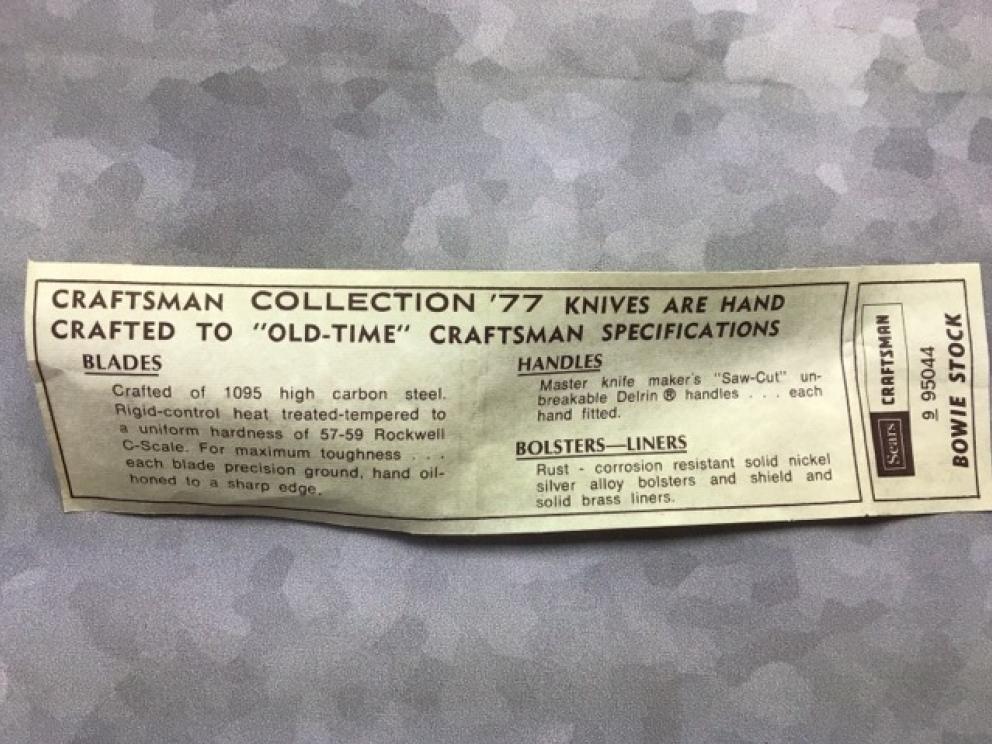 CRAFTSMAN COLLECTION '77 KNIVES ARE HAND
CRAFTED TO "OLD-TIME" CRAFTSMAN SPECIFICATIONS
BLADES
Crafted of 1095 high carbon steel.
Rigid-control heat treated-tempered to
a uniform hardness of 57-59 Rockwell
C-Scale. For maximum toughness . . .
each blade precision ground, hand oil-
honed to a sharp edge.
HANDLES
Master knife maker's "Saw-Cut" un-
breakable Delrin ® handles . . . each
hand fitted.
BOLSTERS—LINERS
Rust - corrosion resistant solid nickel
silver alloy bolsters and shield and
solid brass liners.
Sears CRAFTSMAN
9 95044
BOWIE STOCK